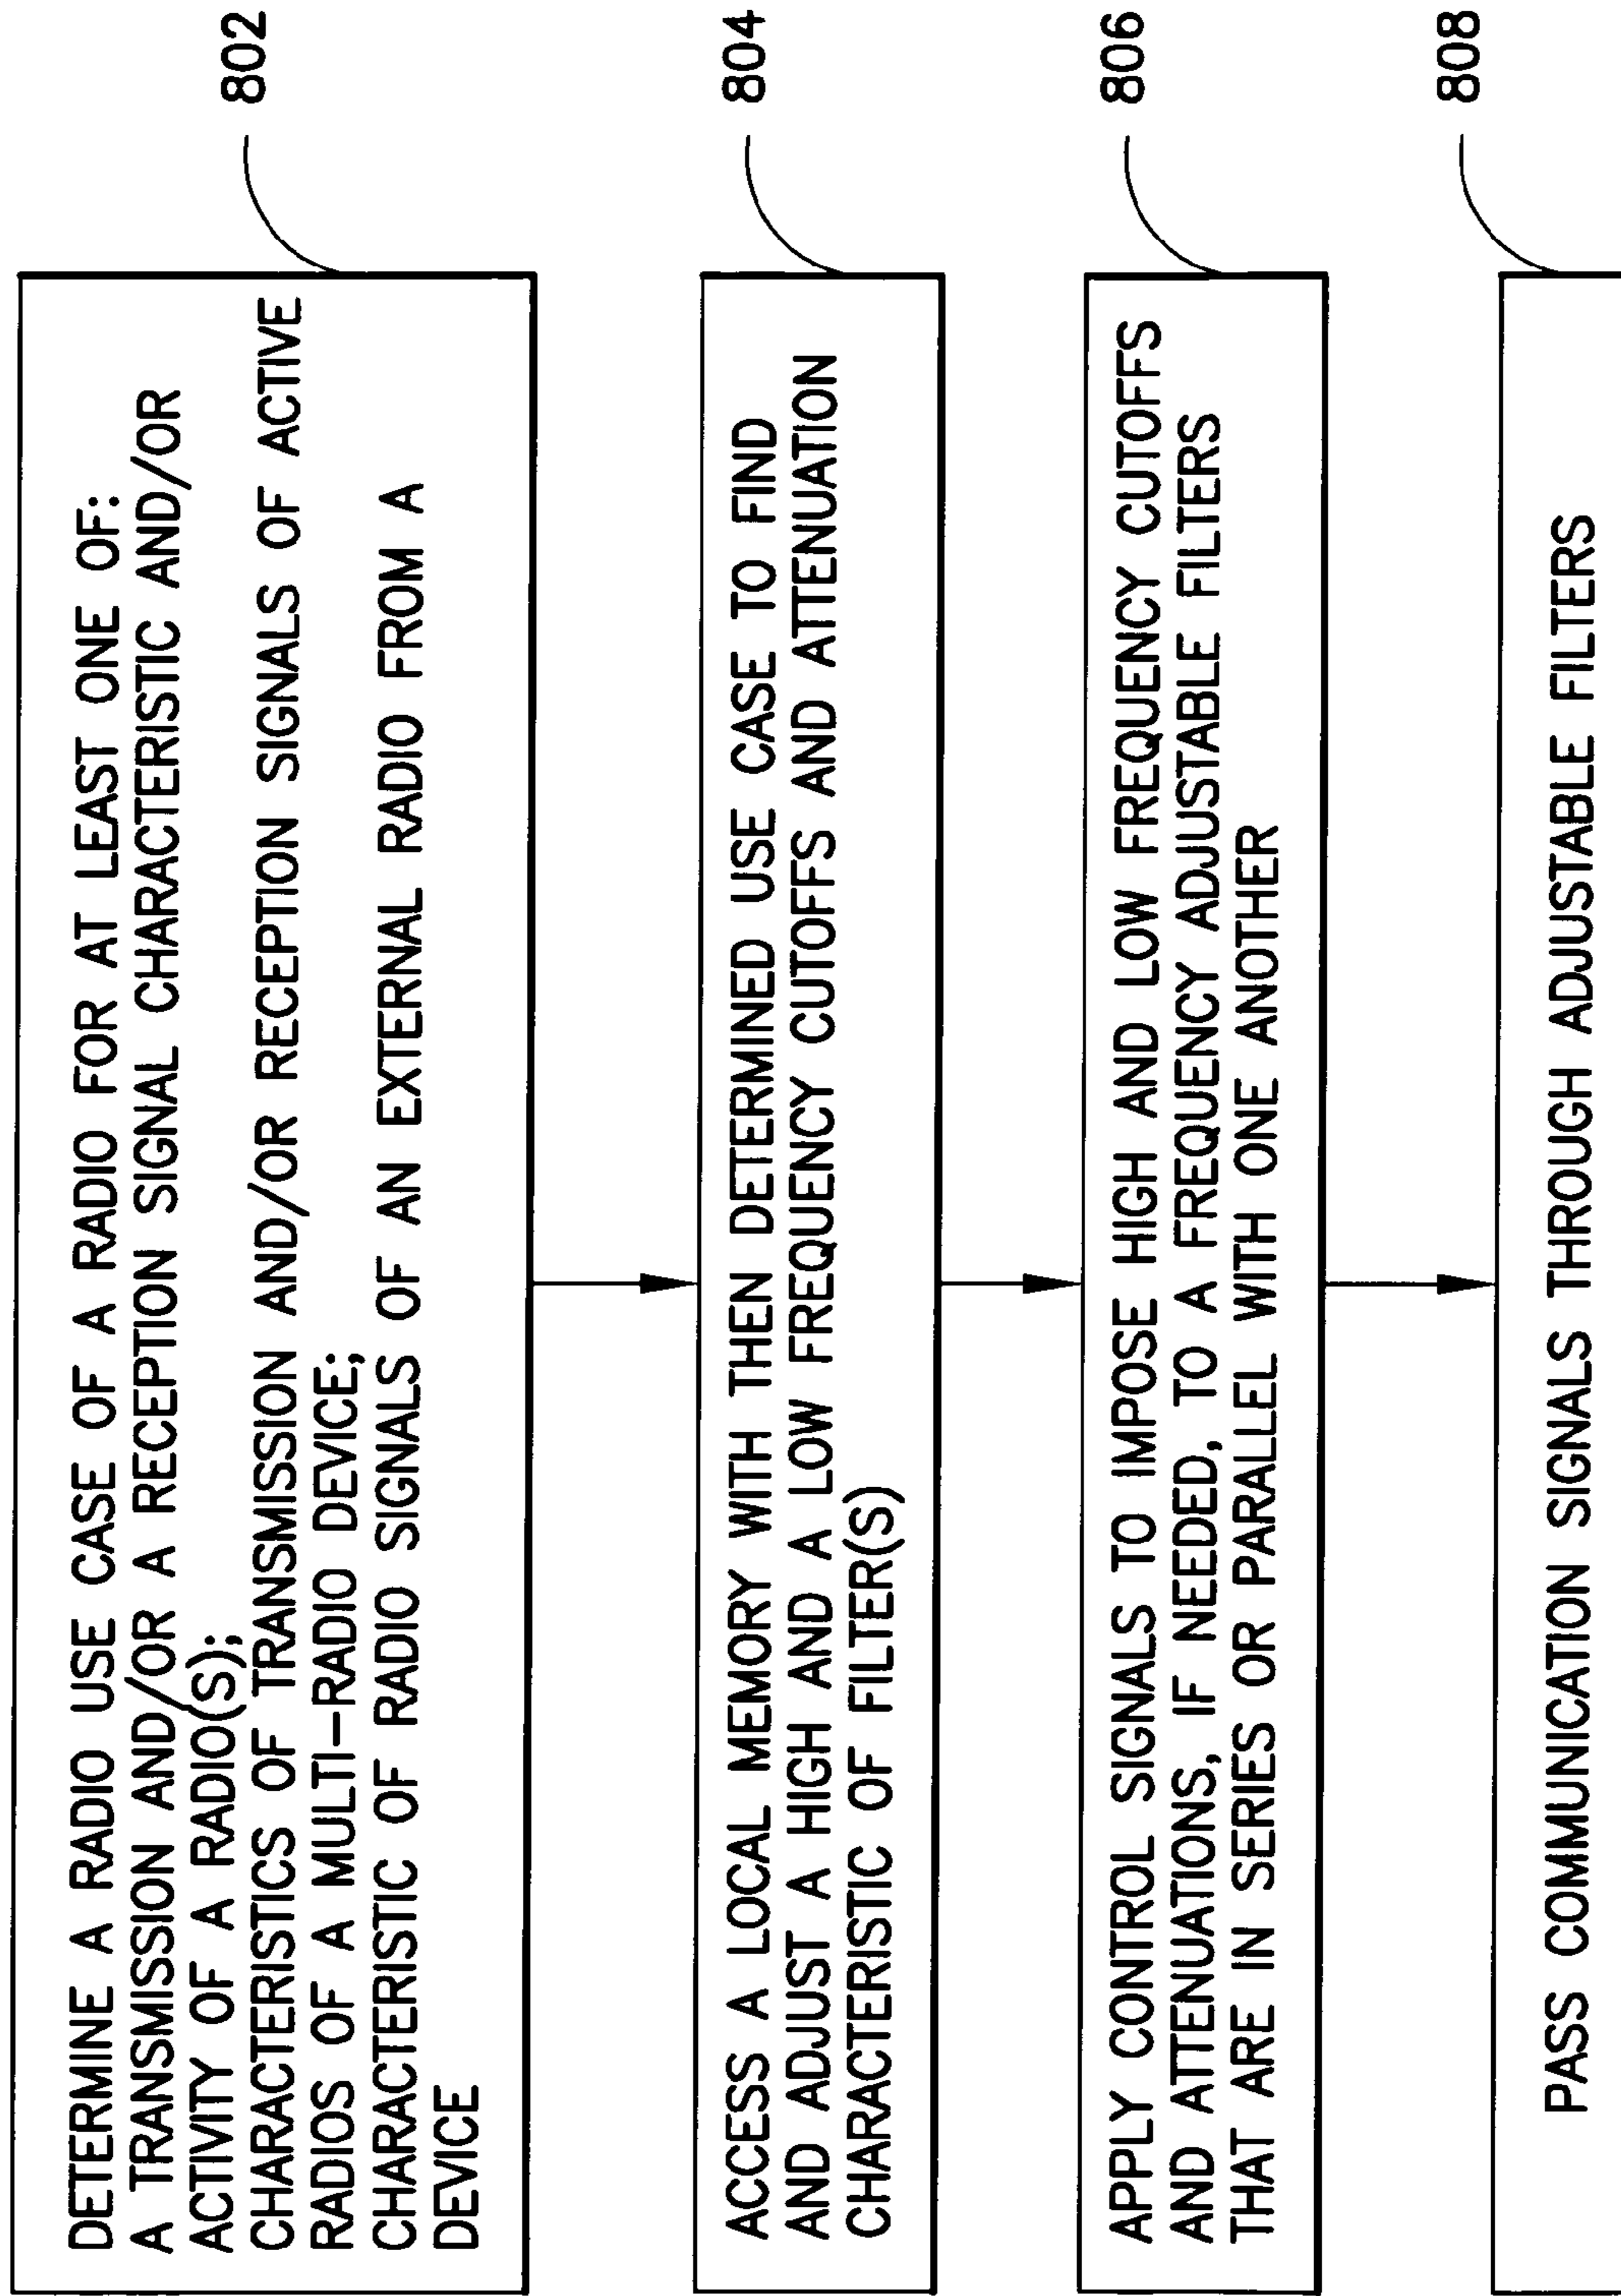 DETERMINE A RADIO USE CASE OF A RADIO FOR AT LEAST ONE OF:
A TRANSMISSION AND/OR A RECEPTION SIGNAL CHARACTERISTIC AND/OR
ACTIVITY OF A RADIO(S);
CHARACTERISTICS OF TRANSMISSION AND/OR RECEPTION SIGNALS OF ACTIVE
RADIOS OF A MULTI-RADIO DEVICE;
CHARACTERISTIC OF RADIO SIGNALS OF AN EXTERNAL RADIO FROM A
DEVICE
802
ACCESS A LOCAL MEMORY WITH THEN DETERMINED USE CASE TO FIND
AND ADJUST A HIGH AND A LOW FREQUENCY CUTOFFS AND ATTENUATION
CHARACTERISTIC OF FILTER(S)
804
APPLY CONTROL SIGNALS TO IMPOSE HIGH AND LOW FREQUENCY CUTOFFS
AND ATTENUATIONS, IF NEEDED, TO A FREQUENCY ADJUSTABLE FILTERS
THAT ARE IN SERIES OR PARALLEL WITH ONE ANOTHER
806
PASS COMMUNICATION SIGNALS THROUGH ADJUSTABLE FILTERS
808